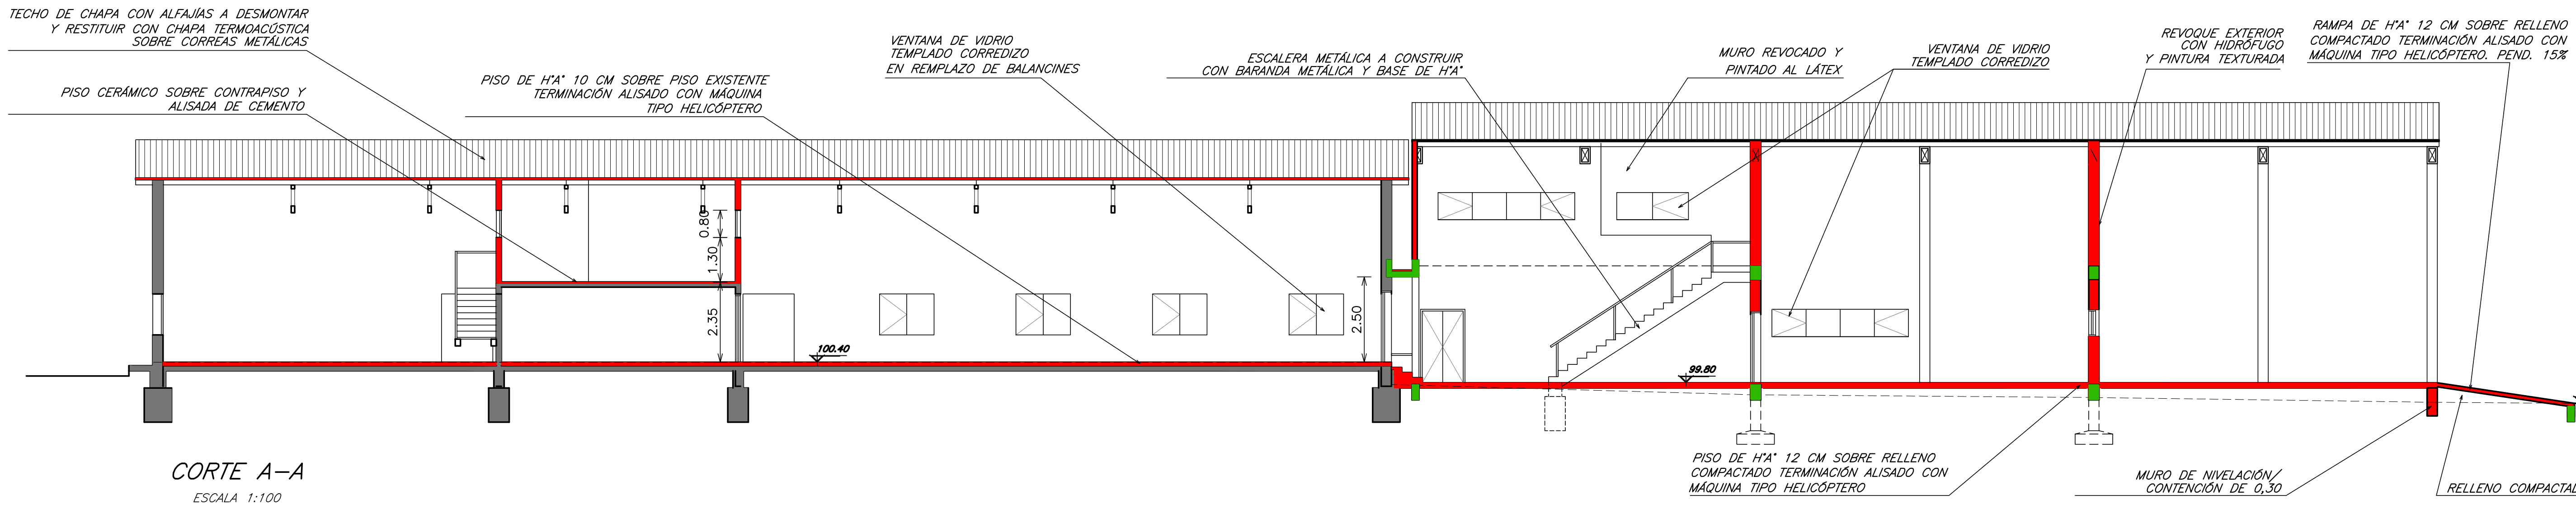 TECHO DE CHAPA CON ALFAJÍAS A DESMONTAR
Y RESTITUIR CON CHAPA TERMOACÚSTICA
SOBRE CORREAS METÁLICAS
PISO CERÁMICO SOBRE CONTRAPISO Y
ALISADA DE CEMENTO
PISO DE H°A° 10 CM SOBRE PISO EXISTENTE
TERMINACIÓN ALISADO CON MÁQUINA
TIPO HELICÓPTERO
VENTANA DE VIDRIO
TEMPLADO CORREDIZO
EN REMPLAZO DE BALANCINES
ESCALERA METÁLICA A CONSTRUIR
CON BARANDA METÁLICA Y BASE DE H°A°
MURO REVOCADO Y
PINTADO AL LÁTEX
VENTANA DE VIDRIO
TEMPLADO CORREDIZO
REVOQUE EXTERIOR
CON HIDRÓFUGO
Y PINTURA TEXTURADA
RAMPA DE H°A° 12 CM SOBRE RELLENO
COMPACTADO TERMINACIÓN ALISADO CON
MÁQUINA TIPO HELICÓPTERO. PEND. 15%
0.80
1.30
2.35
2.50
100.40
99.80
PISO DE H°A° 12 CM SOBRE RELLENO
COMPACTADO TERMINACIÓN ALISADO CON
MÁQUINA TIPO HELICÓPTERO
MURO DE NIVELACIÓN/
CONTENCIÓN DE 0,30
RELLENO
CORTE A-A
ESCALA 1:100